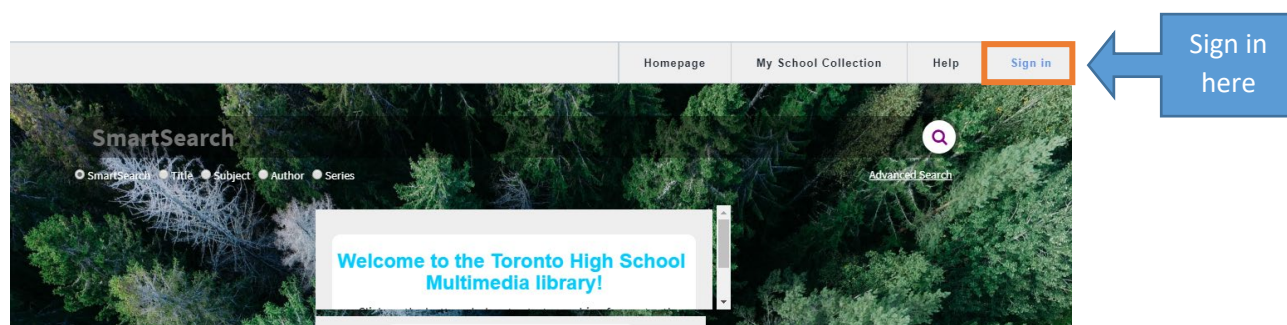 Homepage My School Collection Help Sign in
Sign in
here
SmartSearch
SmartSearch Title Subject Author Series
Advanced Search
Welcome to the Toronto High School
Multimedia library!